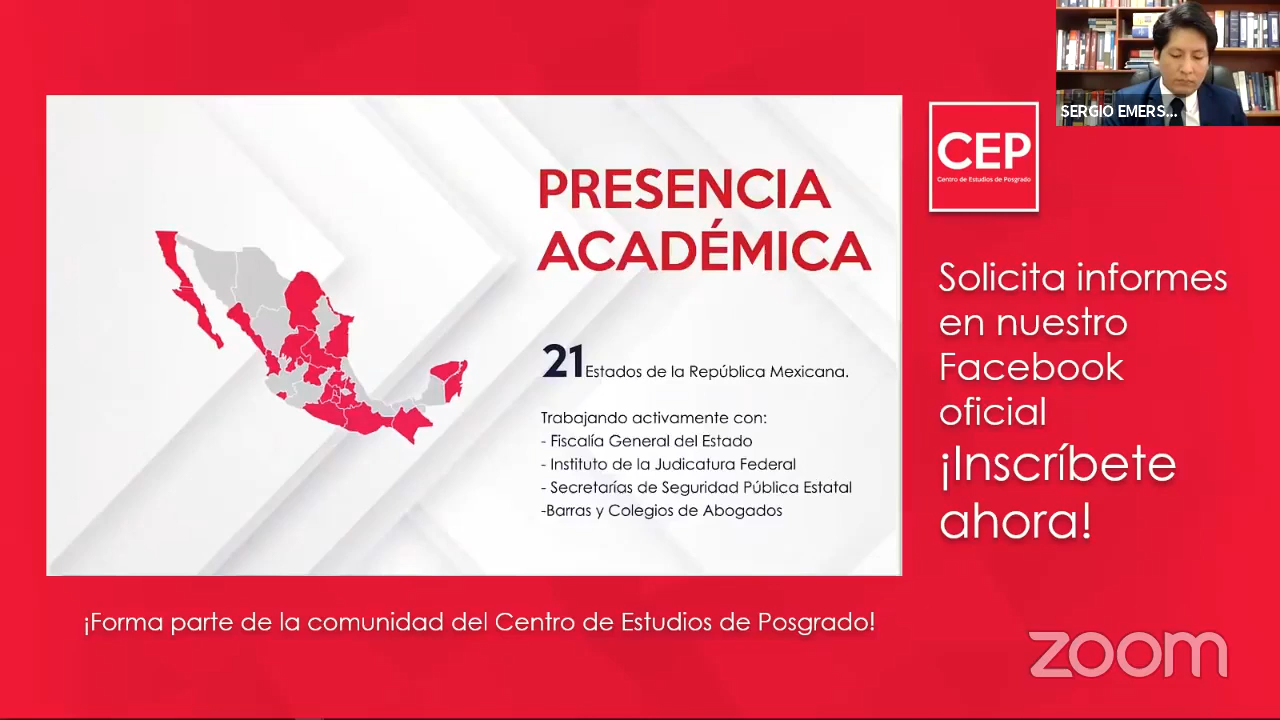 SERGIO EMERS...
CEP
Centro de Estudios de Posgrado
PRESENCIA
ACADÉMICA
21 Estados de la República Mexicana.
Trabajando activamente con:
- Fiscalía General del Estado
- Instituto de la Judicatura Federal
- Secretarías de Seguridad Pública Estatal
-Barras y Colegios de Abogados
Solicita informes
en nuestro
Facebook
oficial
¡Inscríbete
ahora!
¡Forma parte de la comunidad del Centro de Estudios de Posgrado!
zoom